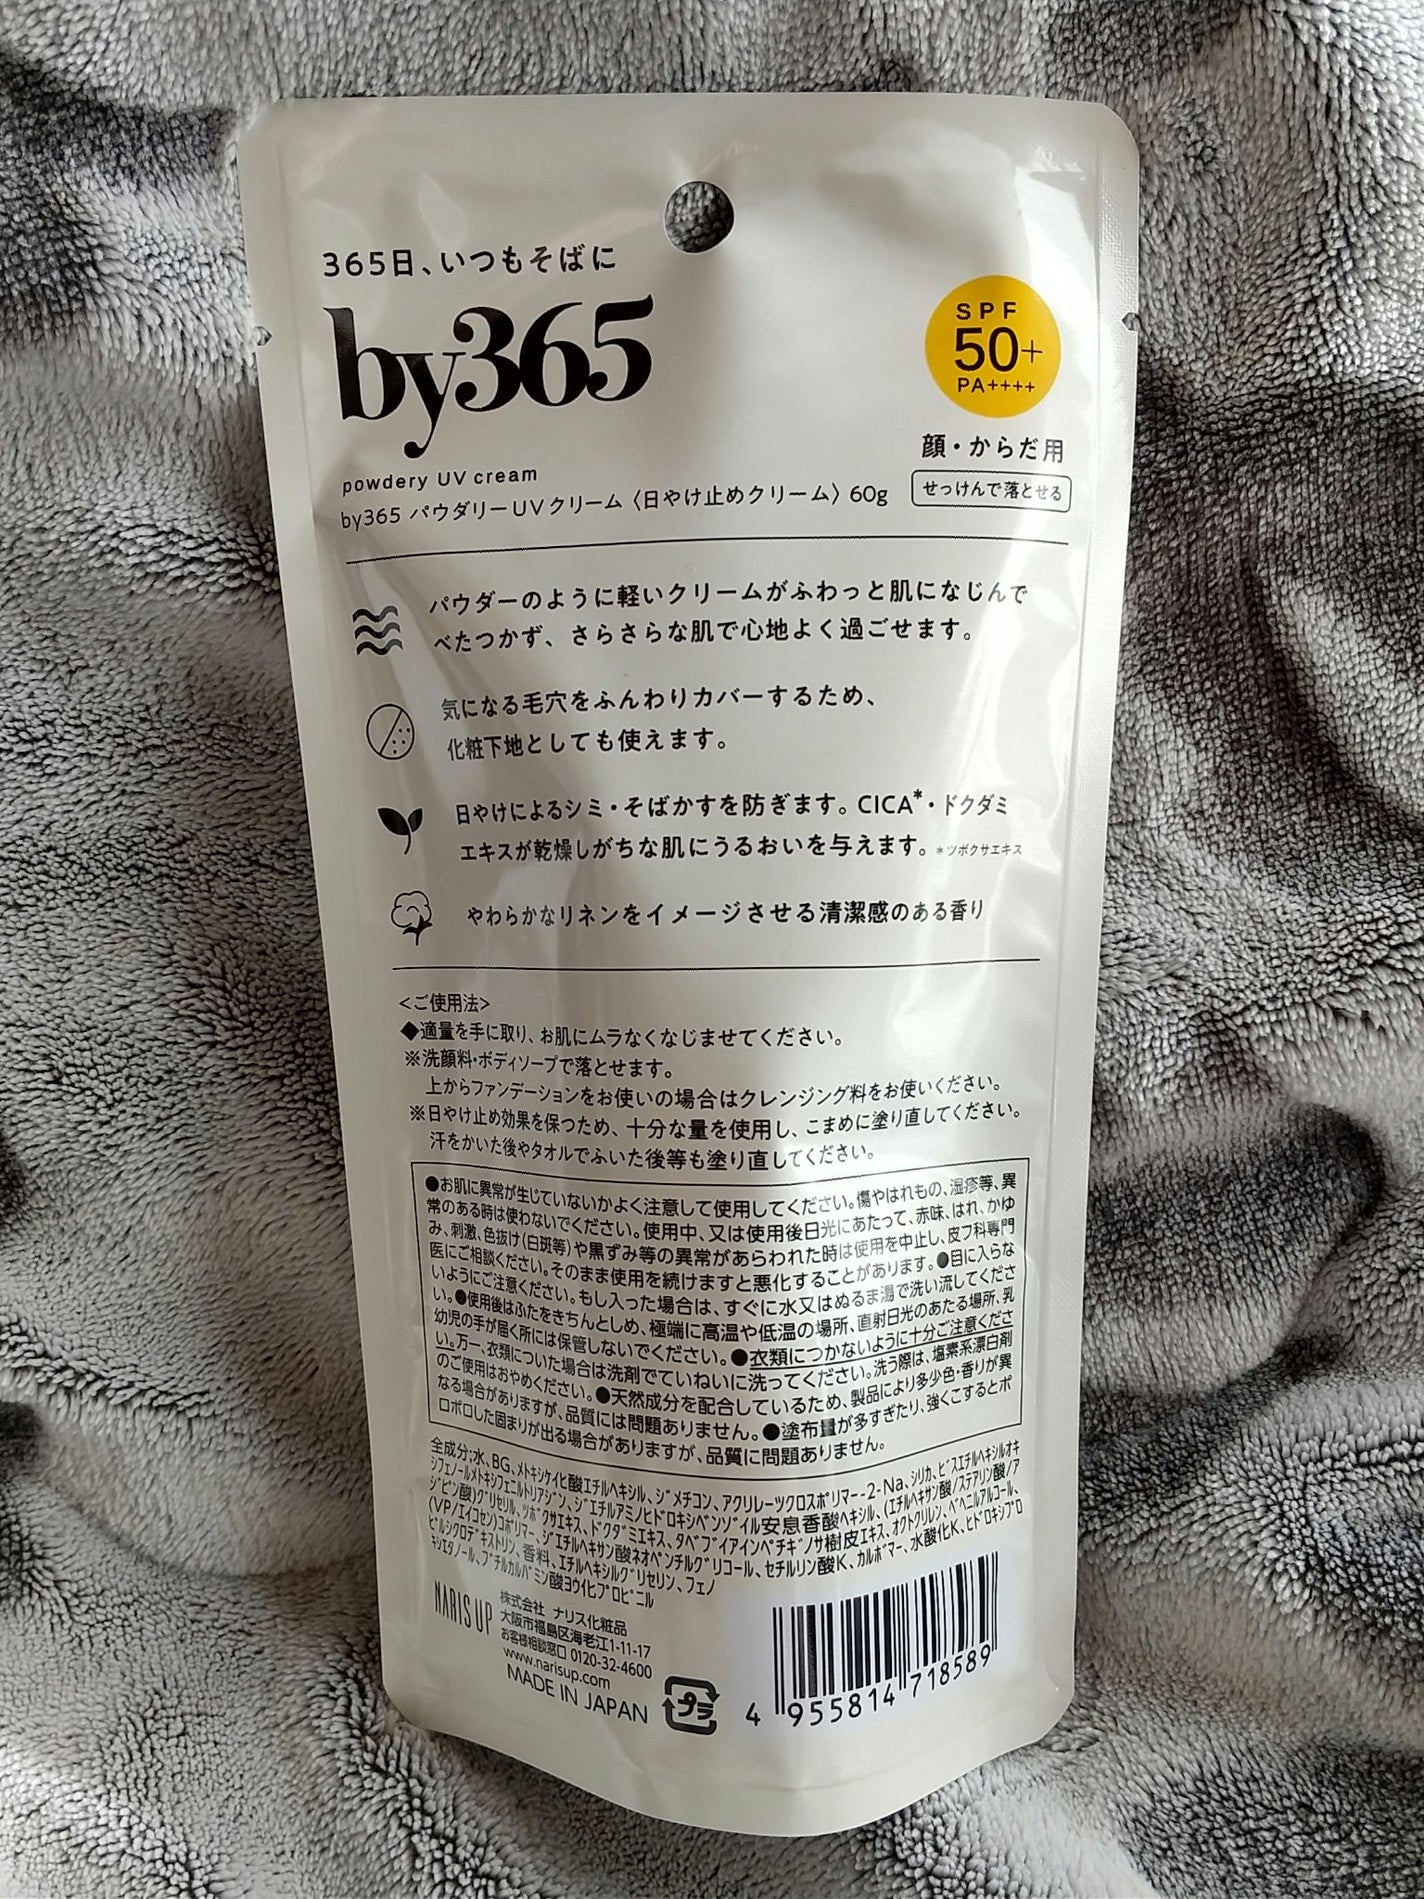 365日、いつもそばに
by365
SPF
50+
PA++++
顔・からだ用
せっけんで落とせる
powdery UV cream
by365 パウダリーUVクリーム〈日やけ止めクリーム〉60g
パウダーのように軽いクリームがふわっと肌になじんで
べたつかず、さらさらな肌で心地よく過ごせます。
気になる毛穴をふんわりカバーするため、
化粧下地としても使えます。
日やけによるシミ・そばかすを防ぎます。CICA*・ドクダミ
エキスが乾燥しがちな肌にうるおいを与えます。*ツボクサエキス
やわらかなリネンをイメージさせる清潔感のある香り
<ご使用法>
◆適量を手に取り、お肌にムラなくなじませてください。
※洗顔料・ボディソープで落とせます。
上からファンデーションをお使いの場合はクレンジング料をお使いください。
※日やけ止め効果を保つため、十分な量を使用し、こまめに塗り直してください。
汗をかいた後やタオルでふいた後等も塗り直してください。
●お肌に異常が生じていないかよく注意して使用してください。傷やはれもの、湿疹等、異
常のある時は使わないでください。使用中、又は使用後日光にあたって、赤味、はれ、かゆ
み、刺激、色抜け(白斑等)や黒ずみ等の異常があらわれた時は使用を中止し、皮フ科専門
医にご相談ください。そのまま使用を続けますと悪化することがあります。●目に入らな
いようにご注意ください。もし入った場合は、すぐに水又はぬるま湯で洗い流してくださ
い。●使用後はふたをきちんとしめ、極端に高温や低温の場所、直射日光のあたる場所、乳
幼児の手が届く所には保管しないでください。●衣類につかないように十分ご注意くださ
い。万一、衣類についた場合は洗剤でていねいに洗ってください。洗う際は、塩素系漂白剤
のご使用はおやめください。●天然成分を配合しているため、製品により多少色・香りが異
なる場合がありますが、品質には問題ありません。●塗布量が多すぎたり、強くこするとポ
ロポロした固まりが出る場合がありますが、品質に問題ありません。
全成分;水、BG、メトキシケイヒ酸エチルヘキシル、ジメチコン、アクリレーツクロスポリマー-2-Na、シリカ、ビスエチルヘキシルオキ
シフェノールメトキシフェニルトリアジン、ジエチルアミノヒドロキシベンゾイル安息香酸ヘキシル、(エチルヘキサン酸/ステアリン酸/ア
ジピン酸)グリセリル、ツボクサエキス、ドクダミエキス、タベブイアインペチギノサ樹皮エキス、オクトクリレン、ベヘニルアルコール、
(VP/エイコセン)コポリマー、ジエチルヘキサン酸ネオペンチルグリコール、セチルリン酸K、カルボマー、水酸化K、ヒドロキシプロ
ピルシクロデキストリン、香料、エチルヘキシルグリセリン、フェノ
キシエタノール、ブチルカルバミン酸ヨウ化プロピニル
NARIS UP
株式会社 ナリス化粧品
大阪市福島区海老江1-11-17
お客様相談窓口 0120-32-4600
www.narisup.com
MADE IN JAPAN
プラ
4 955814 718589